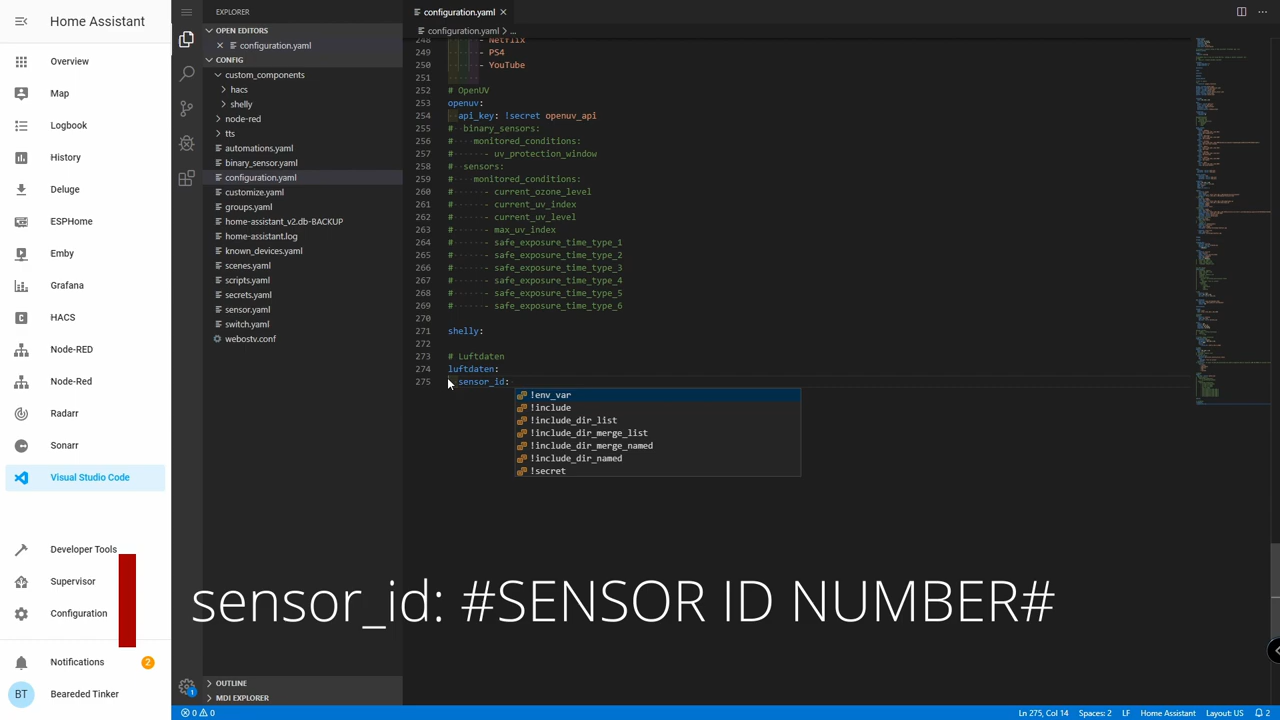 Home Assistant
Overview
Map
Logbook
History
Deluge
ESPHome
Emby
Grafana
HACS
Node-RED
Node-Red
Radarr
Sonarr
Visual Studio Code
Developer Tools
Supervisor
Configuration
Notifications
2
BT
Beareded Tinker
EXPLORER
OPEN EDITORS
configuration.yaml
CONFIG
custom_components
hacs
shelly
node-red
tts
automations.yaml
binary_sensor.yaml
configuration.yaml
customize.yaml
groups.yaml
home-assistant_v2.db-BACKUP
home-assistant.log
known_devices.yaml
scenes.yaml
scripts.yaml
secrets.yaml
sensor.yaml
switch.yaml
webostv.conf
OUTLINE
MDI EXPLORER
1
configuration.yaml
configuration.yaml > ...
248 - Netflix
249 - PS4
250 - YouTube
251
252 # OpenUV
253 openuv:
254 api_key: !secret openuv_api
255 # binary_sensors:
256 # monitored_conditions:
257 # - uv_protection_window
258 # sensors:
259 # monitored_conditions:
260 # - current_ozone_level
261 # - current_uv_index
262 # - current_uv_level
263 # - max_uv_index
264 # - safe_exposure_time_type_1
265 # - safe_exposure_time_type_2
266 # - safe_exposure_time_type_3
267 # - safe_exposure_time_type_4
268 # - safe_exposure_time_type_5
269 # - safe_exposure_time_type_6
270
271 shelly:
272
273 # Luftdaten
274 luftdaten:
275 sensor_id:
!env_var
!include
!include_dir_list
!include_dir_merge_list
!include_dir_merge_named
!include_dir_named
!secret
sensor_id: #SENSOR ID NUMBER#
0 0
Ln 275, Col 14
Spaces: 2
LF
Home Assistant
Layout: US
2